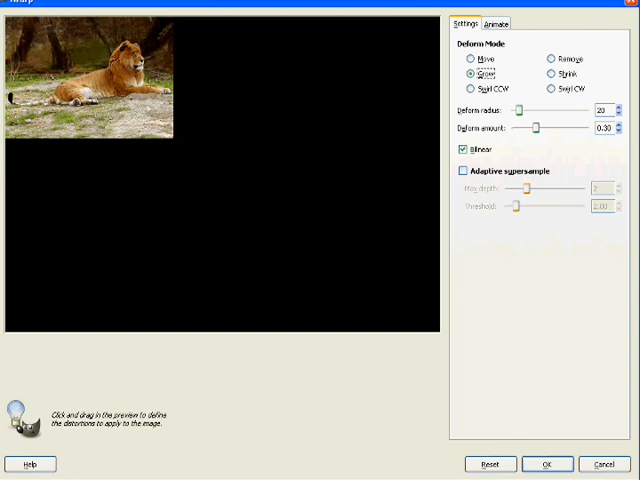 IWarp
Settings
Animate
Deform Mode
Move
Remove
Grow
Shrink
Swirl CCW
Swirl CW
Deform radius:
20
Deform amount:
0.30
Bilinear
Adaptive supersample
Max depth:
2
Threshold:
2.00
Click and drag in the preview to define
the distortions to apply to the image.
Help
Reset
OK
Cancel